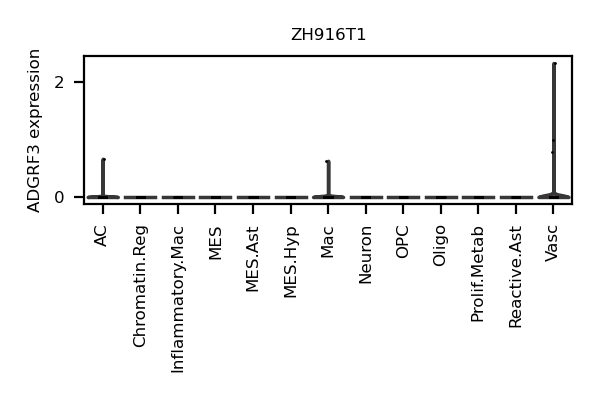 ZH916T1
ADGRF3 expression
2
0
AC
Chromatin.Reg
Inflammatory.Mac
MES
MES.Ast
MES.Hyp
Mac
Neuron
OPC
Oligo
Prolif.Metab
Reactive.Ast
Vasc